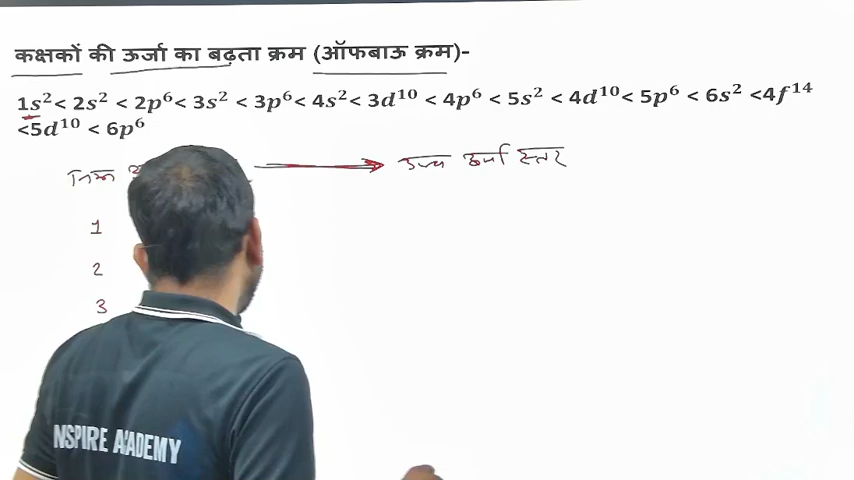 कक्षकों की ऊर्जा का बढ़ता क्रम (ऑफबाऊ क्रम)-
1s² < 2s² < 2p⁶ < 3s² < 3p⁶ < 4s² < 3d¹⁰ < 4p⁶ < 5s² < 4d¹⁰ < 5p⁶ < 6s² <4f¹⁴
<5d¹⁰ < 6p⁶
निम्न → उच्च ऊर्जा स्तर
1
2
3
NSPIRE ACADEMY